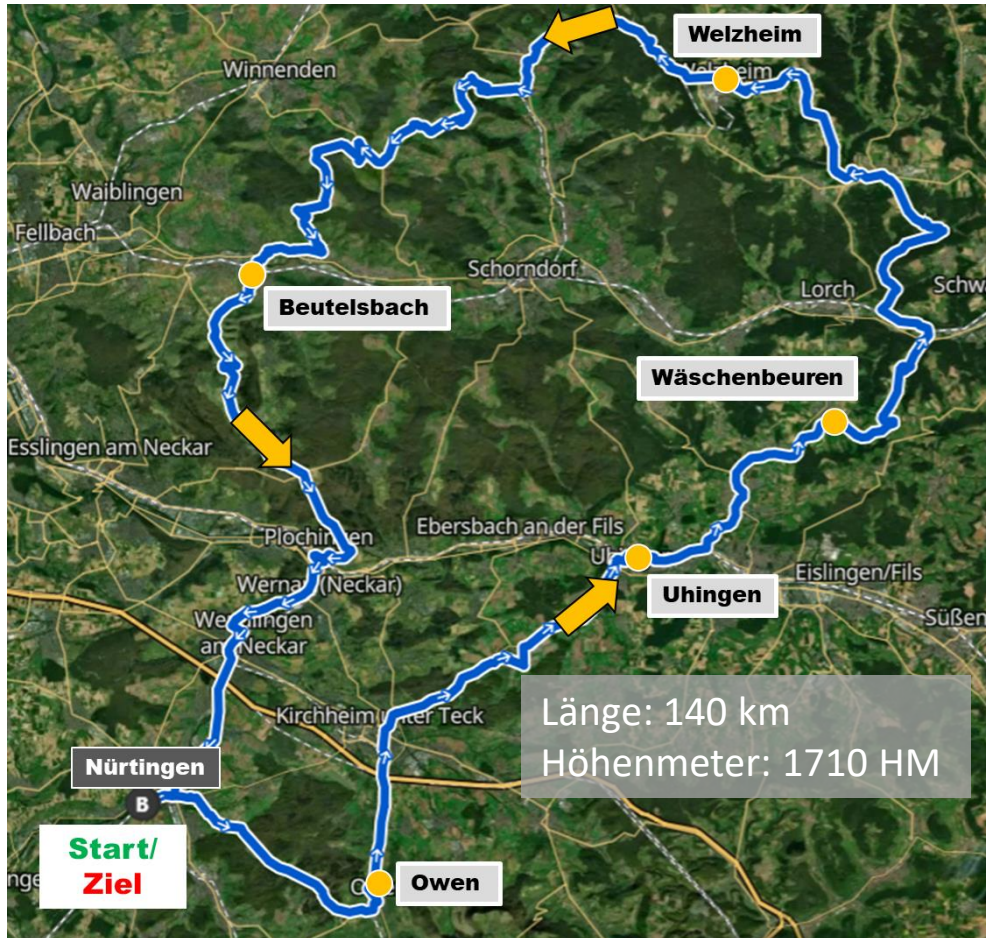 Welzheim
Winnenden
Waiblingen
Fellbach
Schorndorf
Lorch
Beutelsbach
Wäschenbeuren
Esslingen am Neckar
Plochingen
Ebersbach an der Fils
Wernau (Neckar)
Eislingen/Fils
Uhingen
Süßen
Wendlingen
am Neckar
Kirchheim unter Teck
Länge: 140 km
Höhenmeter: 1710 HM
Nürtingen
B
Start/
Ziel
Owen